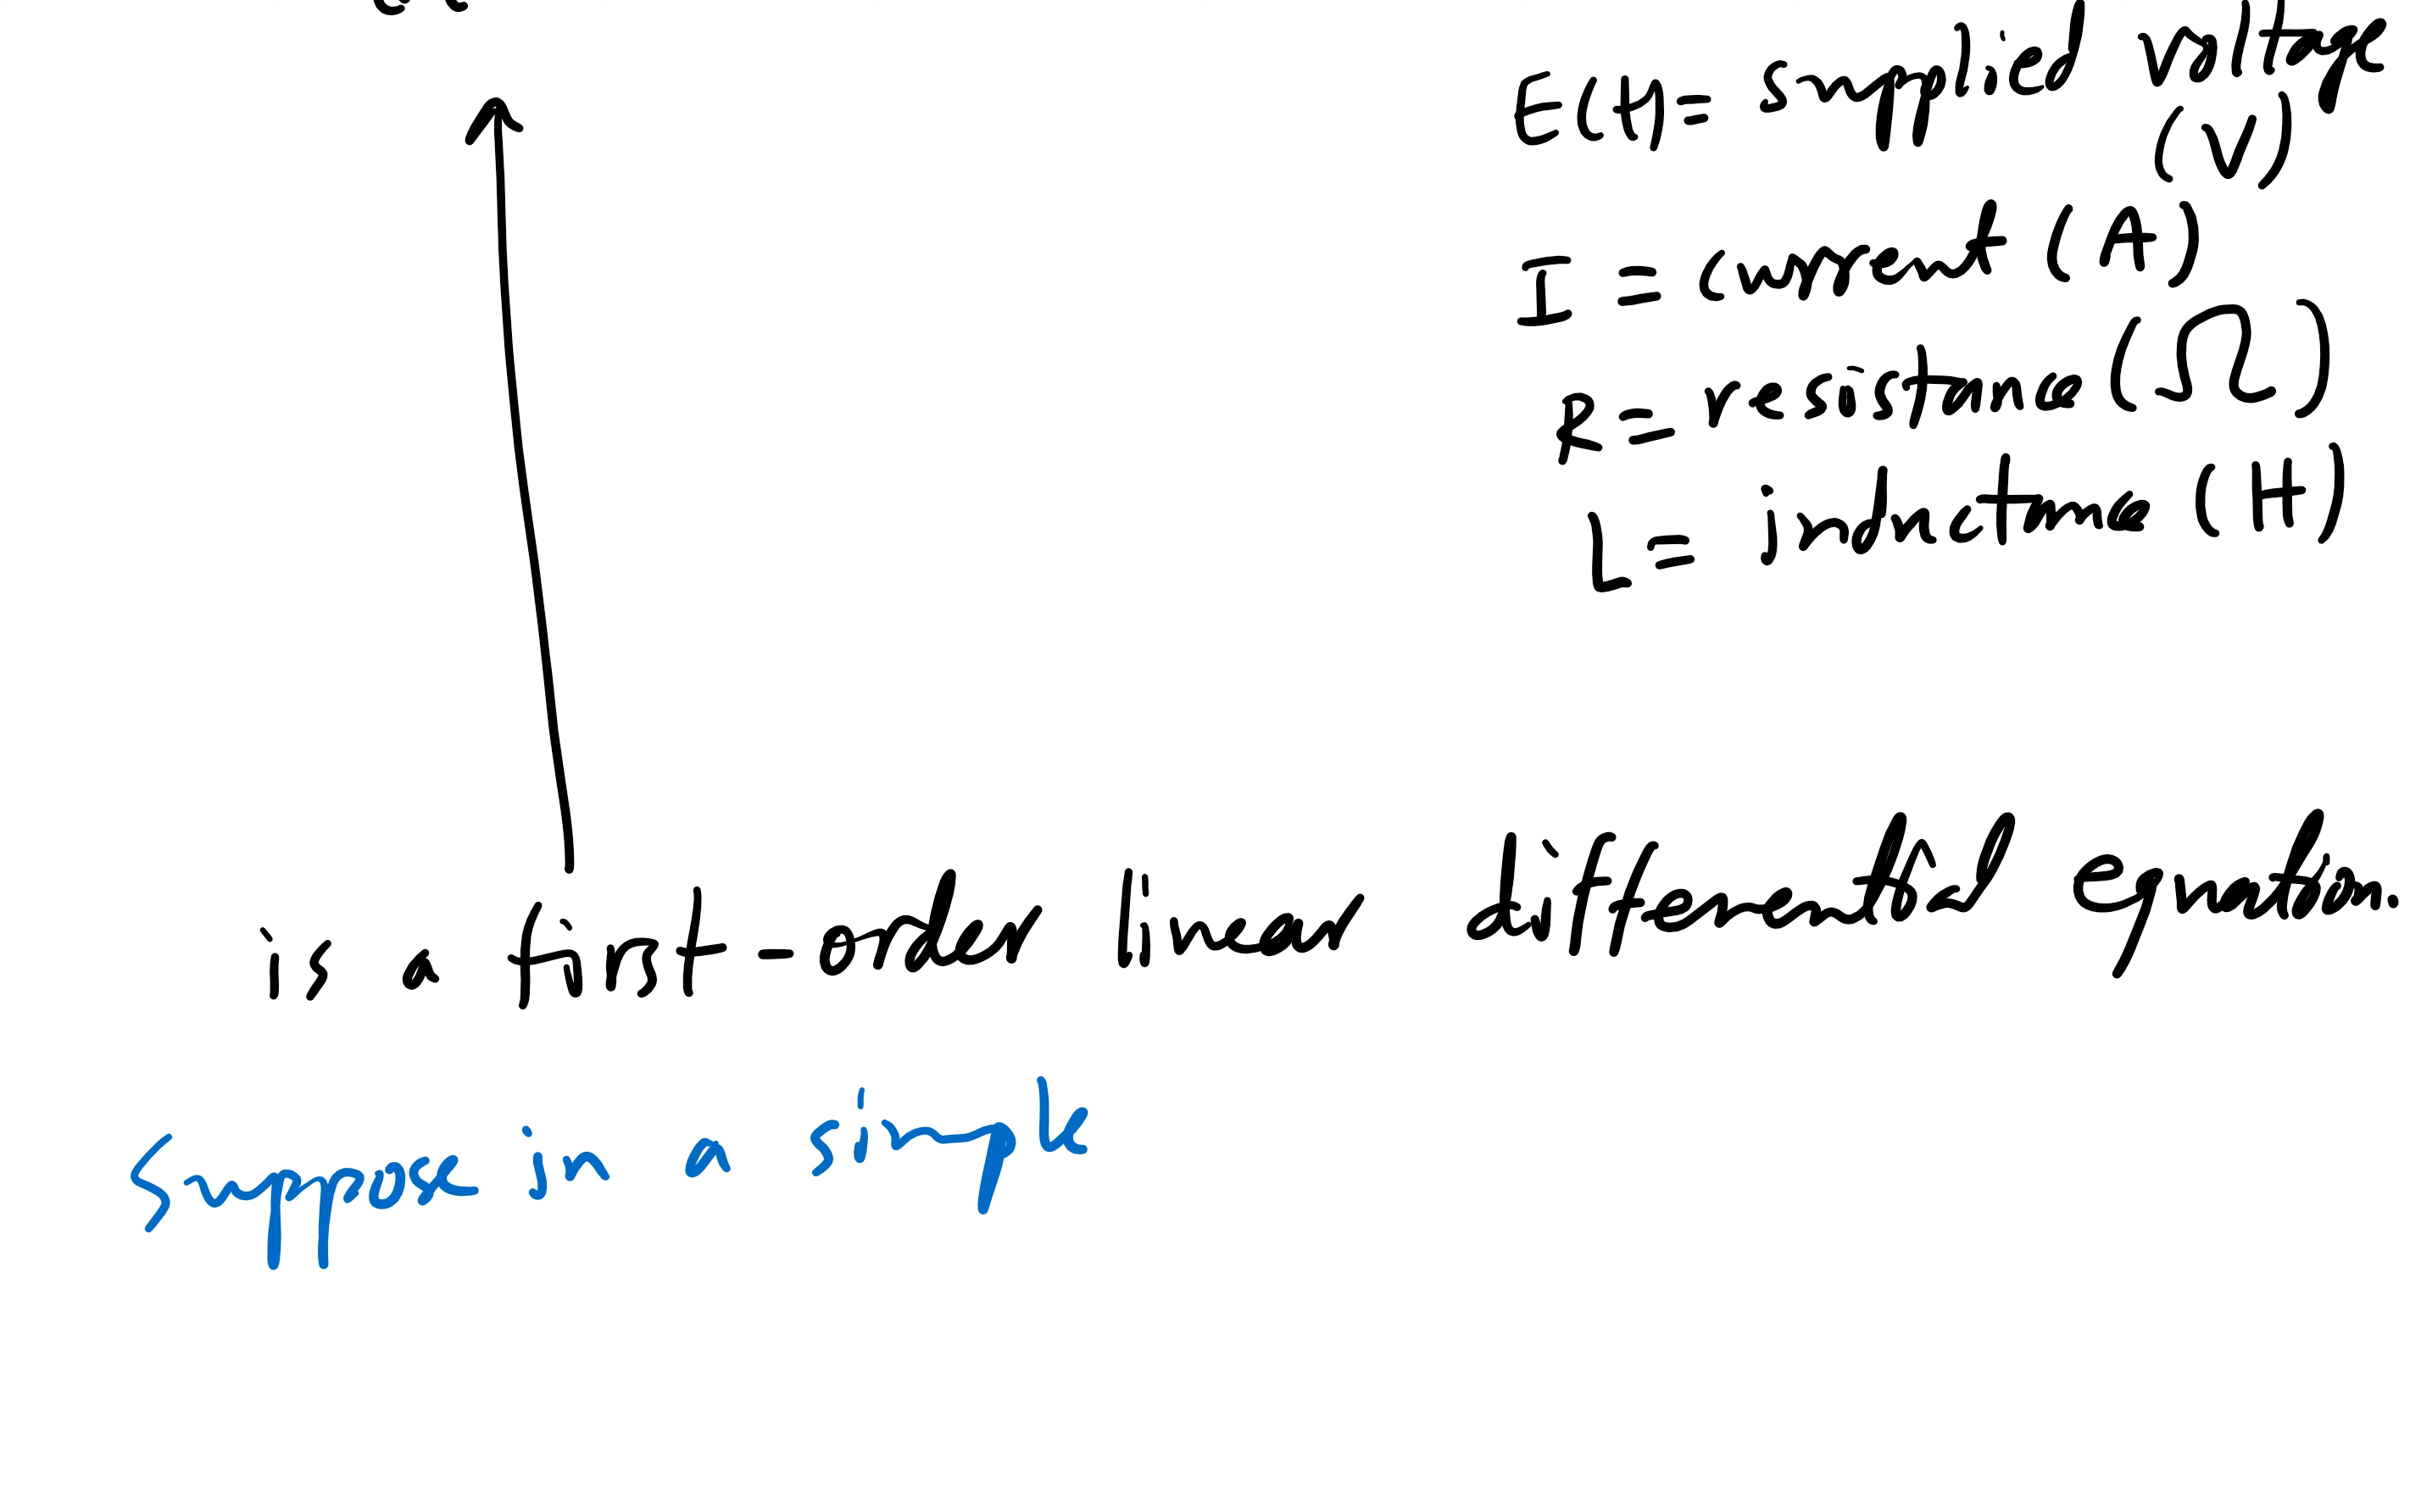 E(t) = supplied voltage
(V)
I = current (A)
R = resistance (Ω)
L = inductance (H)
is a first-order linear differential equation.
Suppose in a simple